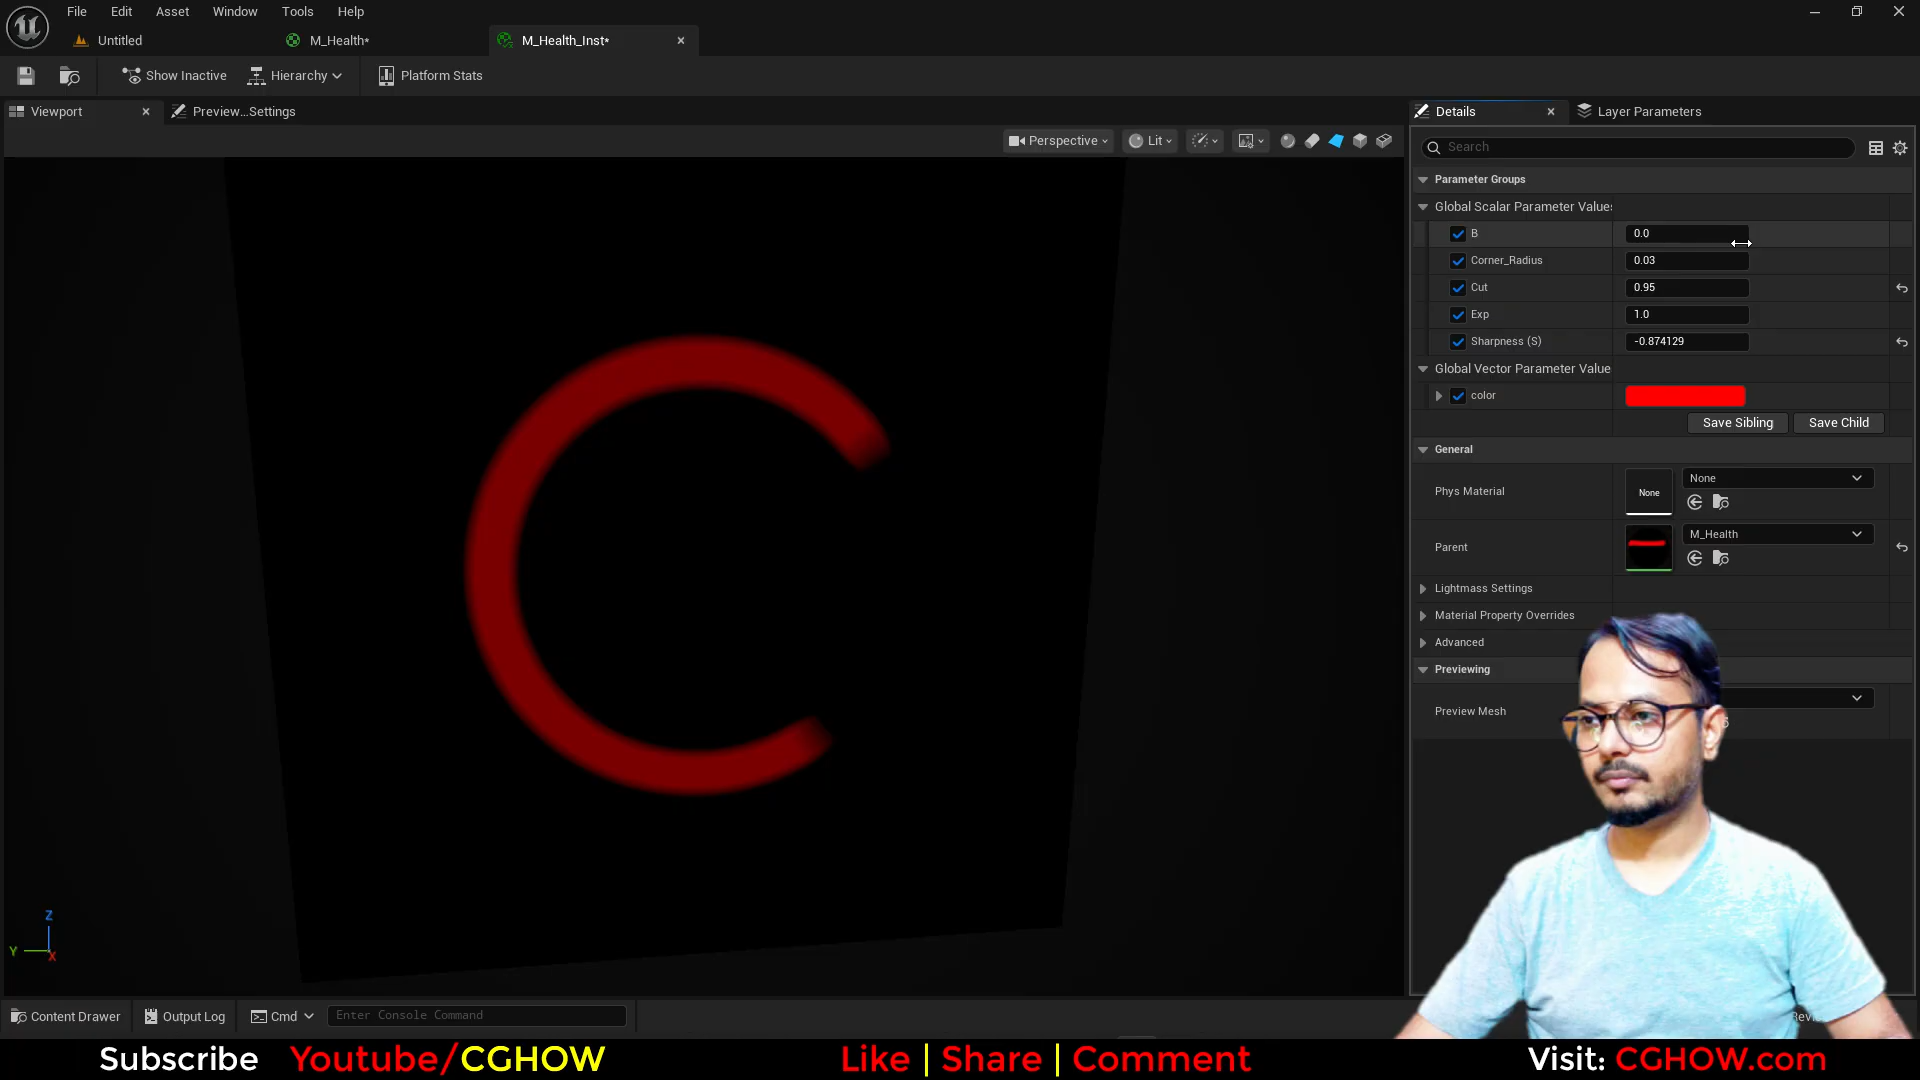 File Edit Asset Window Tools Help
Untitled M_Health* M_Health_Inst*
Show Inactive Hierarchy Platform Stats
Viewport Preview...Settings Details Layer Parameters
Perspective Lit
Search
Parameter Groups
Global Scalar Parameter Values
B 0.0
Corner_Radius 0.03
Cut 0.95
Exp 1.0
Sharpness (S) -0.874129
Global Vector Parameter Value
color
Save Sibling Save Child
General
Phys Material None None
Parent M_Health
Lightmass Settings
Material Property Overrides
Advanced
Previewing
Preview Mesh
Z
Y X
Content Drawer Output Log Cmd Enter Console Command
Subscribe Youtube/CGHOW Like | Share | Comment Visit: CGHOW.com